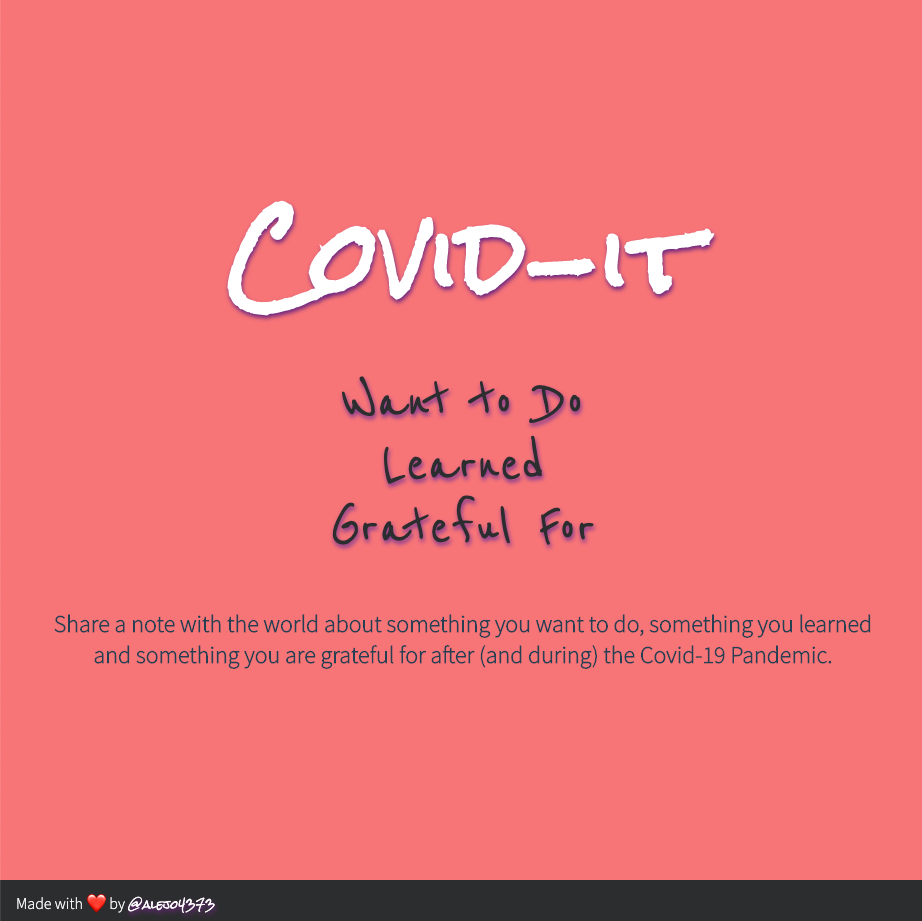 Covid-it
Want to Do
Learned
Grateful For
Share a note with the world about something you want to do, something you learned
and something you are grateful for after (and during) the Covid-19 Pandemic.
Made with ❤️ by @alejo4373